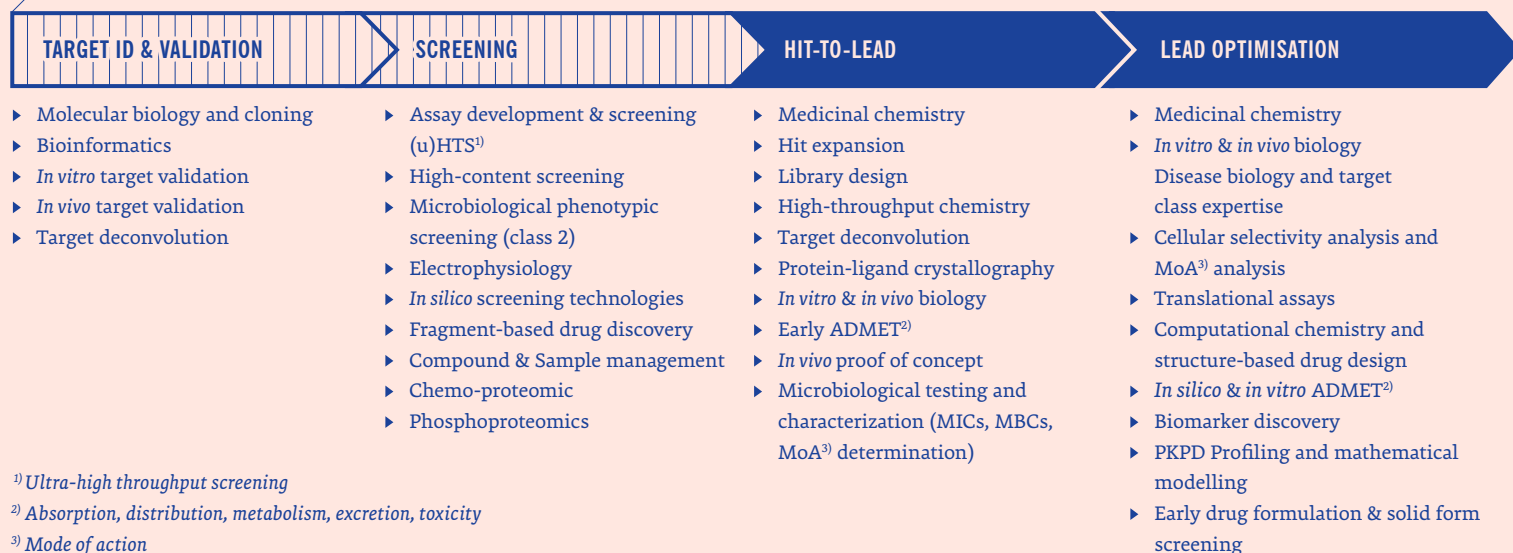 TARGET ID & VALIDATION
▸ Molecular biology and cloning
▸ Bioinformatics
▸ In vitro target validation
▸ In vivo target validation
▸ Target deconvolution
SCREENING
▸ Assay development & screening
(u)HTS1)
▸ High-content screening
▸ Microbiological phenotypic
screening (class 2)
▸ Electrophysiology
▸ In silico screening technologies
▸ Fragment-based drug discovery
▸ Compound & Sample management
▸ Chemo-proteomic
▸ Phosphoproteomics
HIT-TO-LEAD
▸ Medicinal chemistry
▸ Hit expansion
▸ Library design
▸ High-throughput chemistry
▸ Target deconvolution
▸ Protein-ligand crystallography
▸ In vitro & in vivo biology
▸ Early ADMET2)
▸ In vivo proof of concept
▸ Microbiological testing and
characterization (MICs, MBCs,
MoA3) determination)
LEAD OPTIMISATION
▸ Medicinal chemistry
▸ In vitro & in vivo biology
Disease biology and target
class expertise
▸ Cellular selectivity analysis and
MoA3) analysis
▸ Translational assays
▸ Computational chemistry and
structure-based drug design
▸ In silico & in vitro ADMET2)
▸ Biomarker discovery
▸ PKPD Profiling and mathematical
modelling
▸ Early drug formulation & solid form
screening
1) Ultra-high throughput screening
2) Absorption, distribution, metabolism, excretion, toxicity
3) Mode of action